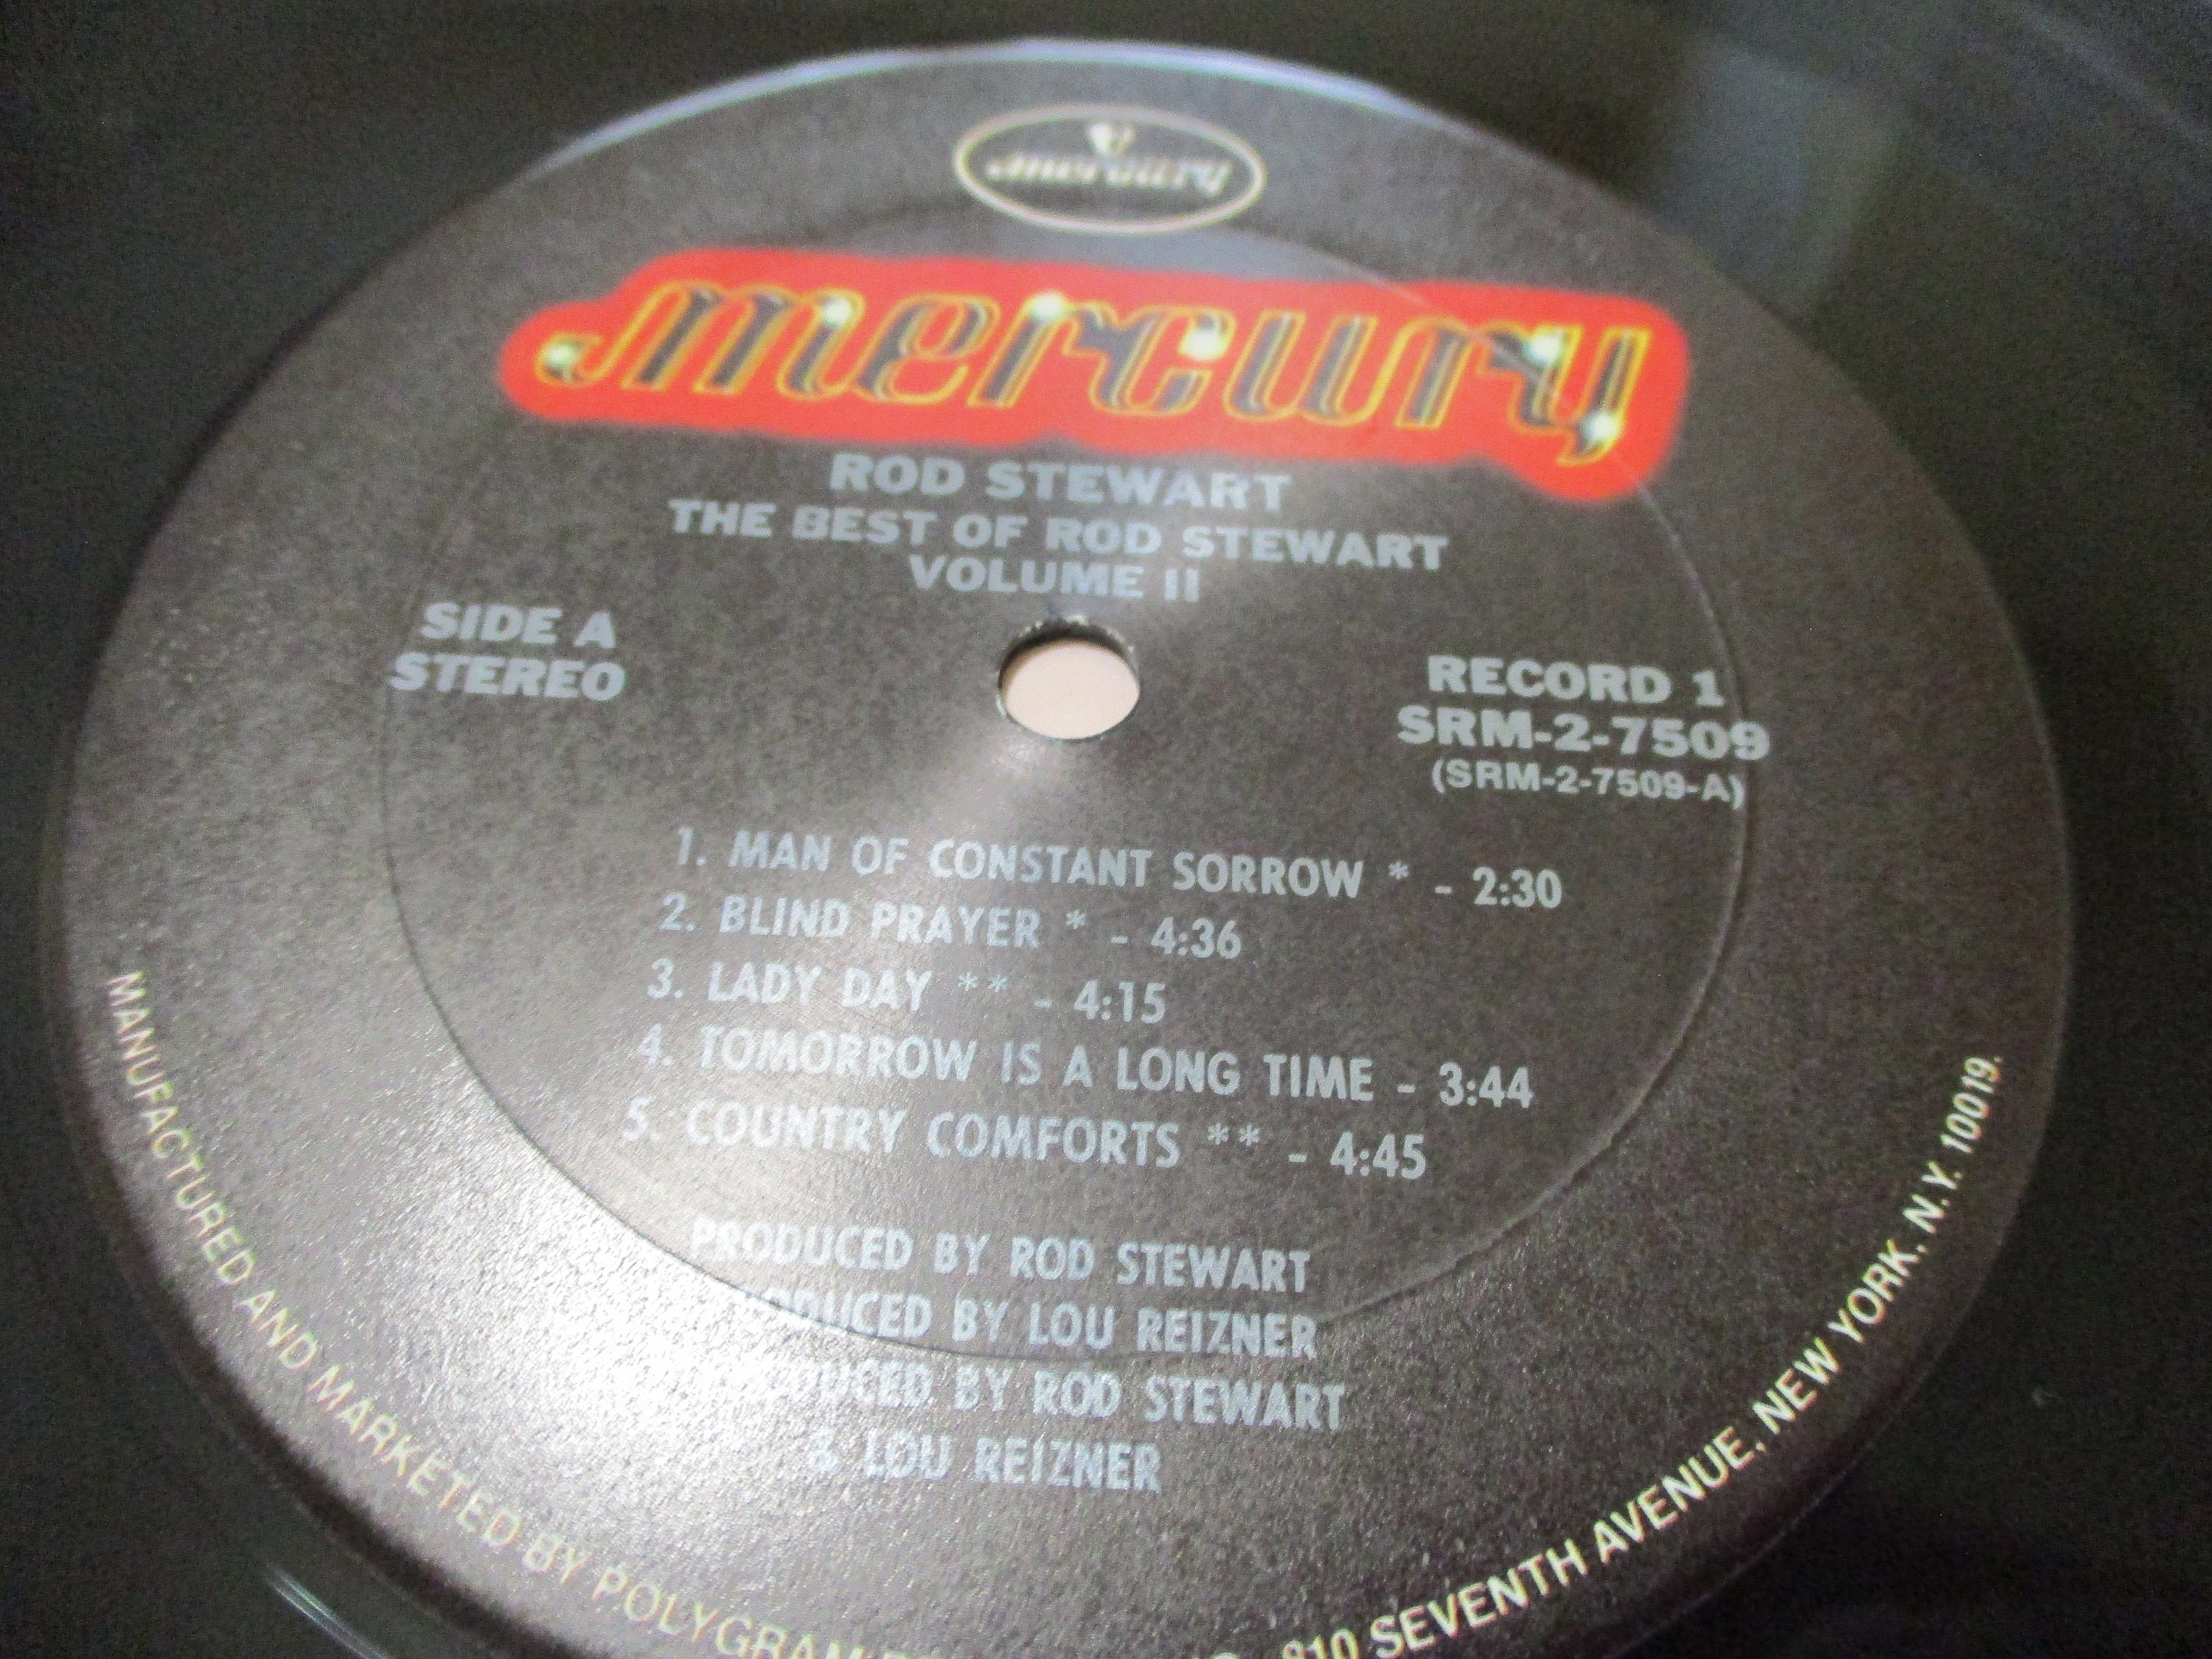 mercury
mercury
ROD STEWART
THE BEST OF ROD STEWART
VOLUME II
SIDE A
STEREO
RECORD 1
SRM-2-7509
(SRM-2-7509-A)
1. MAN OF CONSTANT SORROW * - 2:30
2. BLIND PRAYER * - 4:36
3. LADY DAY ** - 4:15
4. TOMORROW IS A LONG TIME - 3:44
5. COUNTRY COMFORTS ** - 4:45
PRODUCED BY ROD STEWART
PRODUCED BY LOU REIZNER
PRODUCED BY ROD STEWART
& LOU REIZNER
MANUFACTURED AND MARKETED BY POLYGRAM 810 SEVENTH AVENUE, NEW YORK, N.Y. 10019.